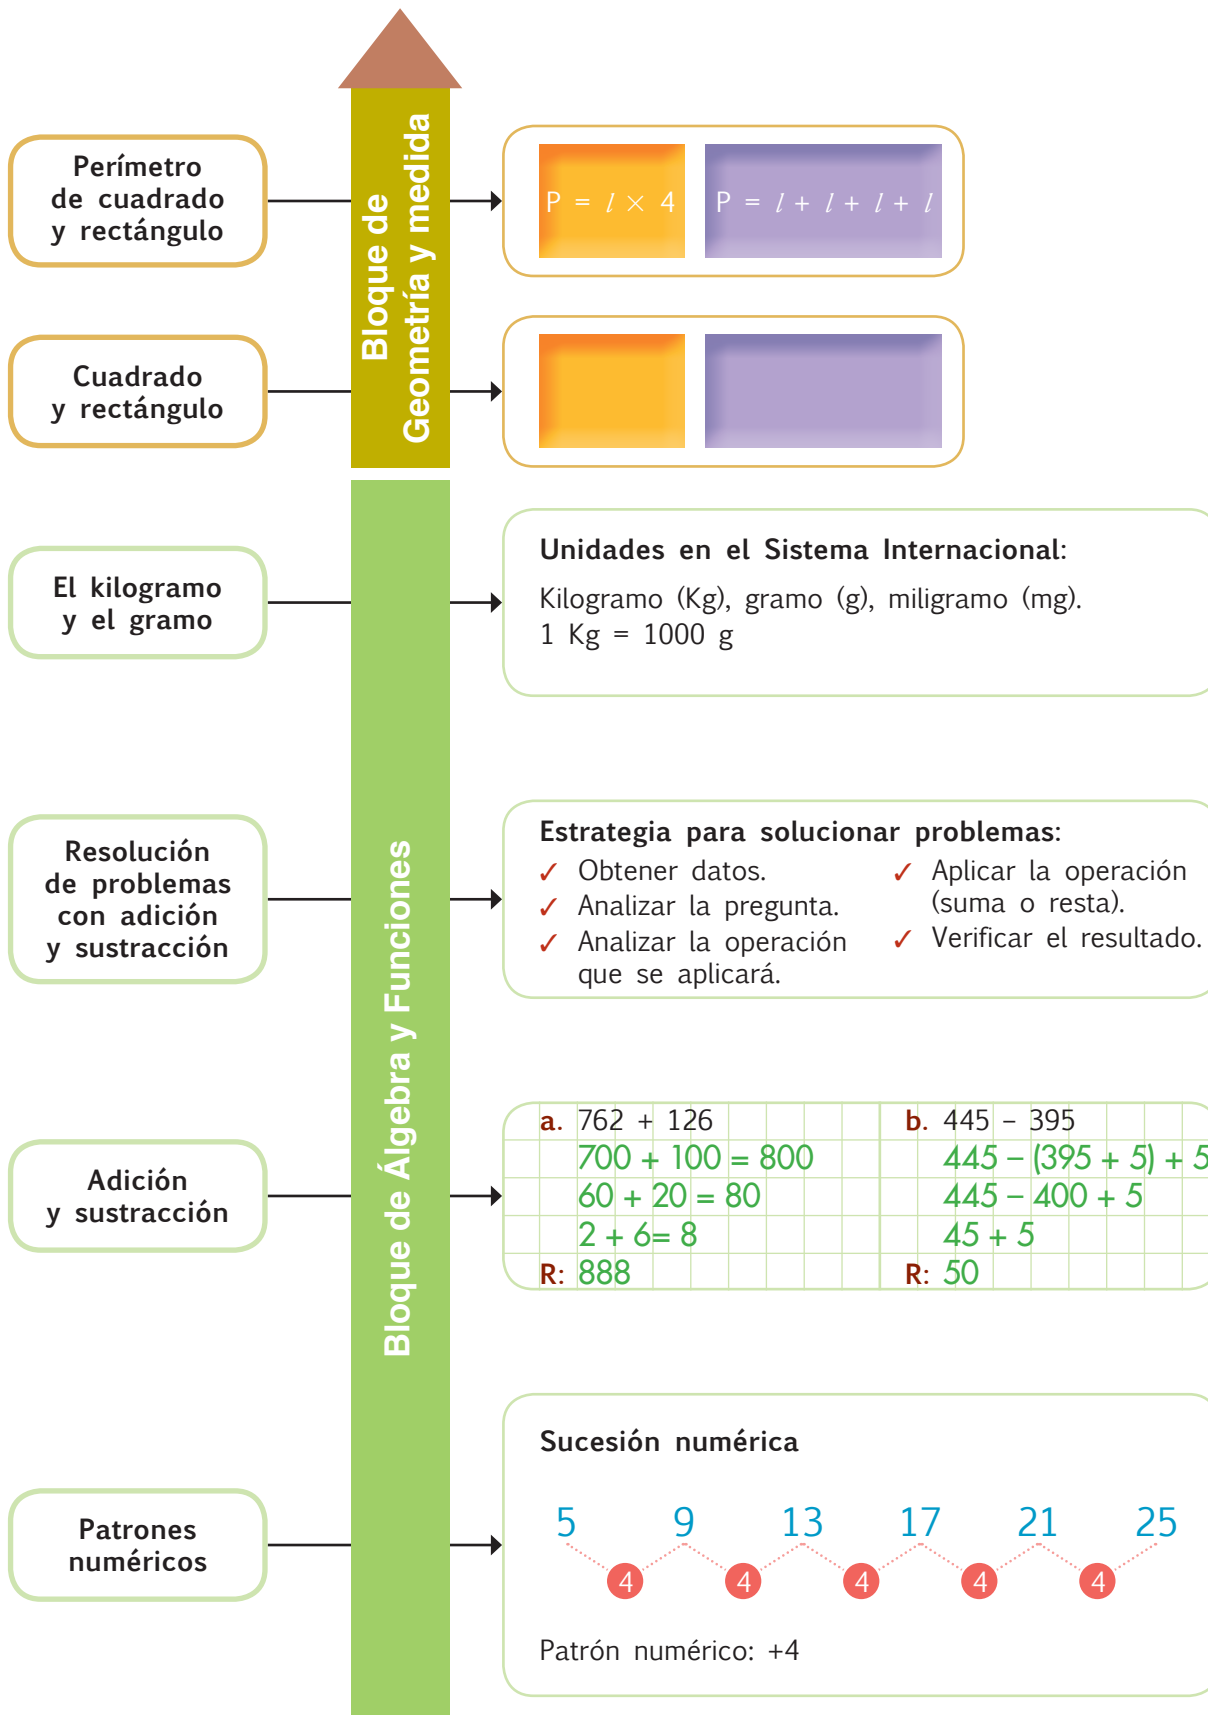 Perímetro
de cuadrado
y rectángulo
Bloque de
Geometría y medida
P = l × 4
P = l + l + l + l
Cuadrado
y rectángulo
El kilogramo
y el gramo
Unidades en el Sistema Internacional:
Kilogramo (Kg), gramo (g), miligramo (mg).
1 Kg = 1000 g
Bloque de Álgebra y Funciones
Resolución
de problemas
con adición
y sustracción
Estrategia para solucionar problemas:
✓ Obtener datos.
✓ Analizar la pregunta.
✓ Analizar la operación
que se aplicará.
✓ Aplicar la operación
(suma o resta).
✓ Verificar el resultado.
Adición
y sustracción
a. 762 + 126
700 + 100 = 800
60 + 20 = 80
2 + 6= 8
R: 888
b. 445 – 395
445 – (395 + 5) + 5
445 – 400 + 5
45 + 5
R: 50
Patrones
numéricos
Sucesión numérica
5 9 13 17 21 25
4 4 4 4 4
Patrón numérico: +4